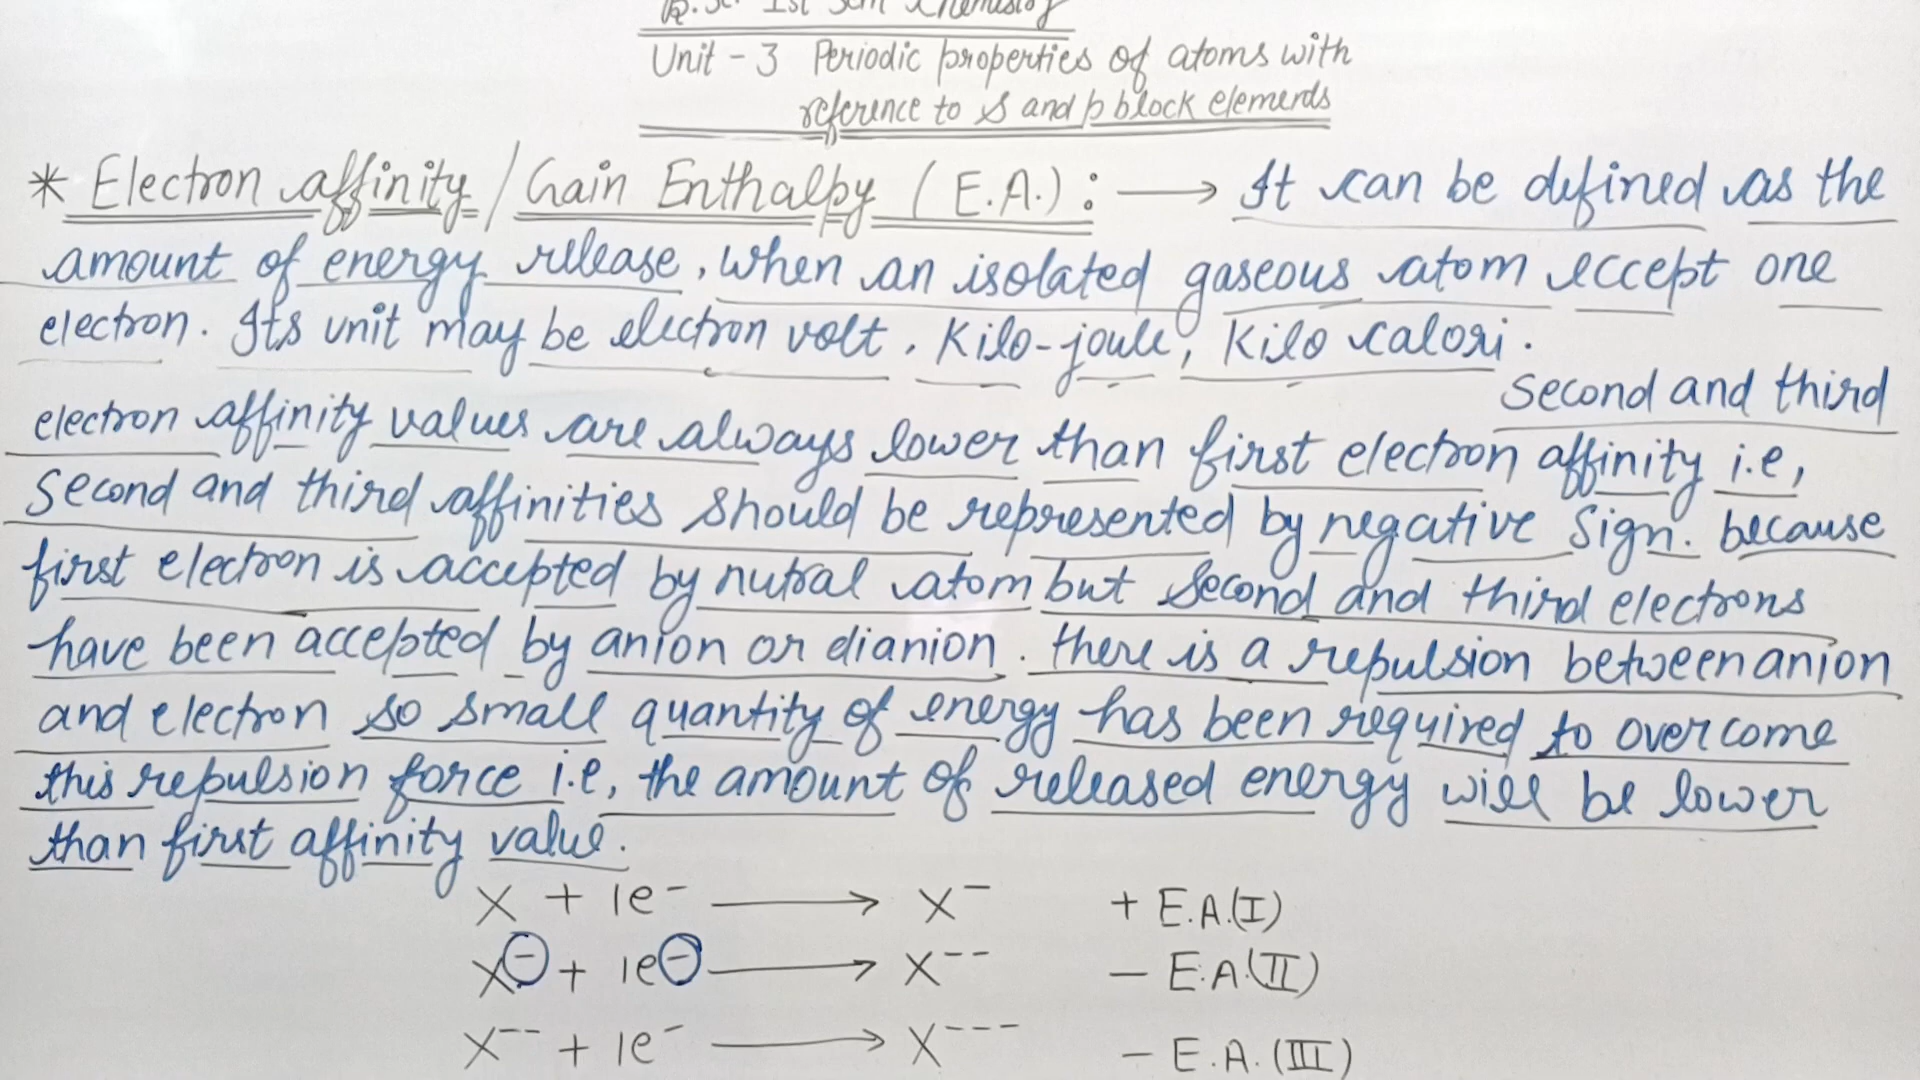 B.Sc. Ist Sem Chemistry
Unit - 3 Periodic properties of atoms with
reference to s and p block elements
* Electron affinity / Gain Enthalpy (E.A.) : → It can be defined as the
amount of energy release, when an isolated gaseous atom eccept one
electron. Its unit may be electron volt, Kilo-joule, Kilo calori.
Second and third
electron affinity values are always lower than first electron affinity i.e,
Second and third affinities should be represented by negative sign. because
first electron is accepted by nutral atom but second and third electrons
have been accepted by anion or dianion. there is a repulsion between anion
and electron so small quantity of energy has been required to overcome
this repulsion force i.e, the amount of released energy will be lower
than first affinity value.
X + 1e⁻ → X⁻ + E.A.(I)
X⊖ + 1e⊖ → X⁻⁻ - E.A.(II)
X⁻⁻ + 1e⁻ → X⁻⁻⁻ - E.A.(III)